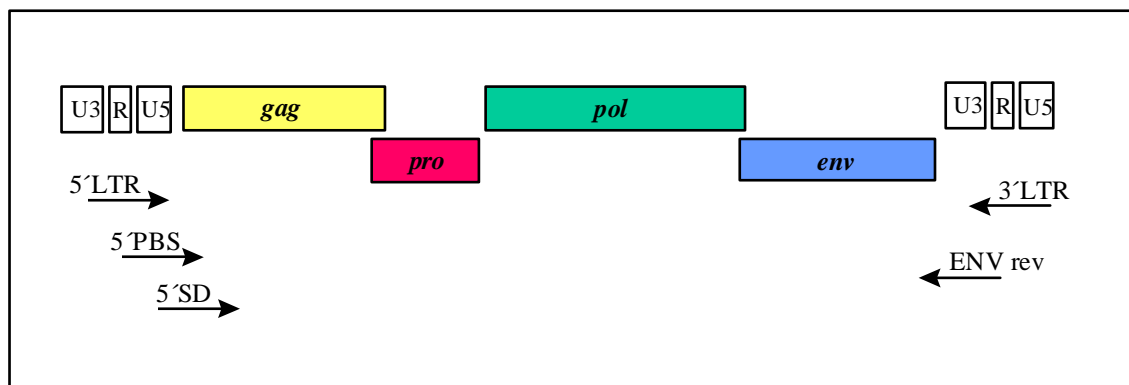 U3 R U5 gag pol U3 R U5
pro env
5´LTR 3´LTR
5´PBS ENV rev
5´SD